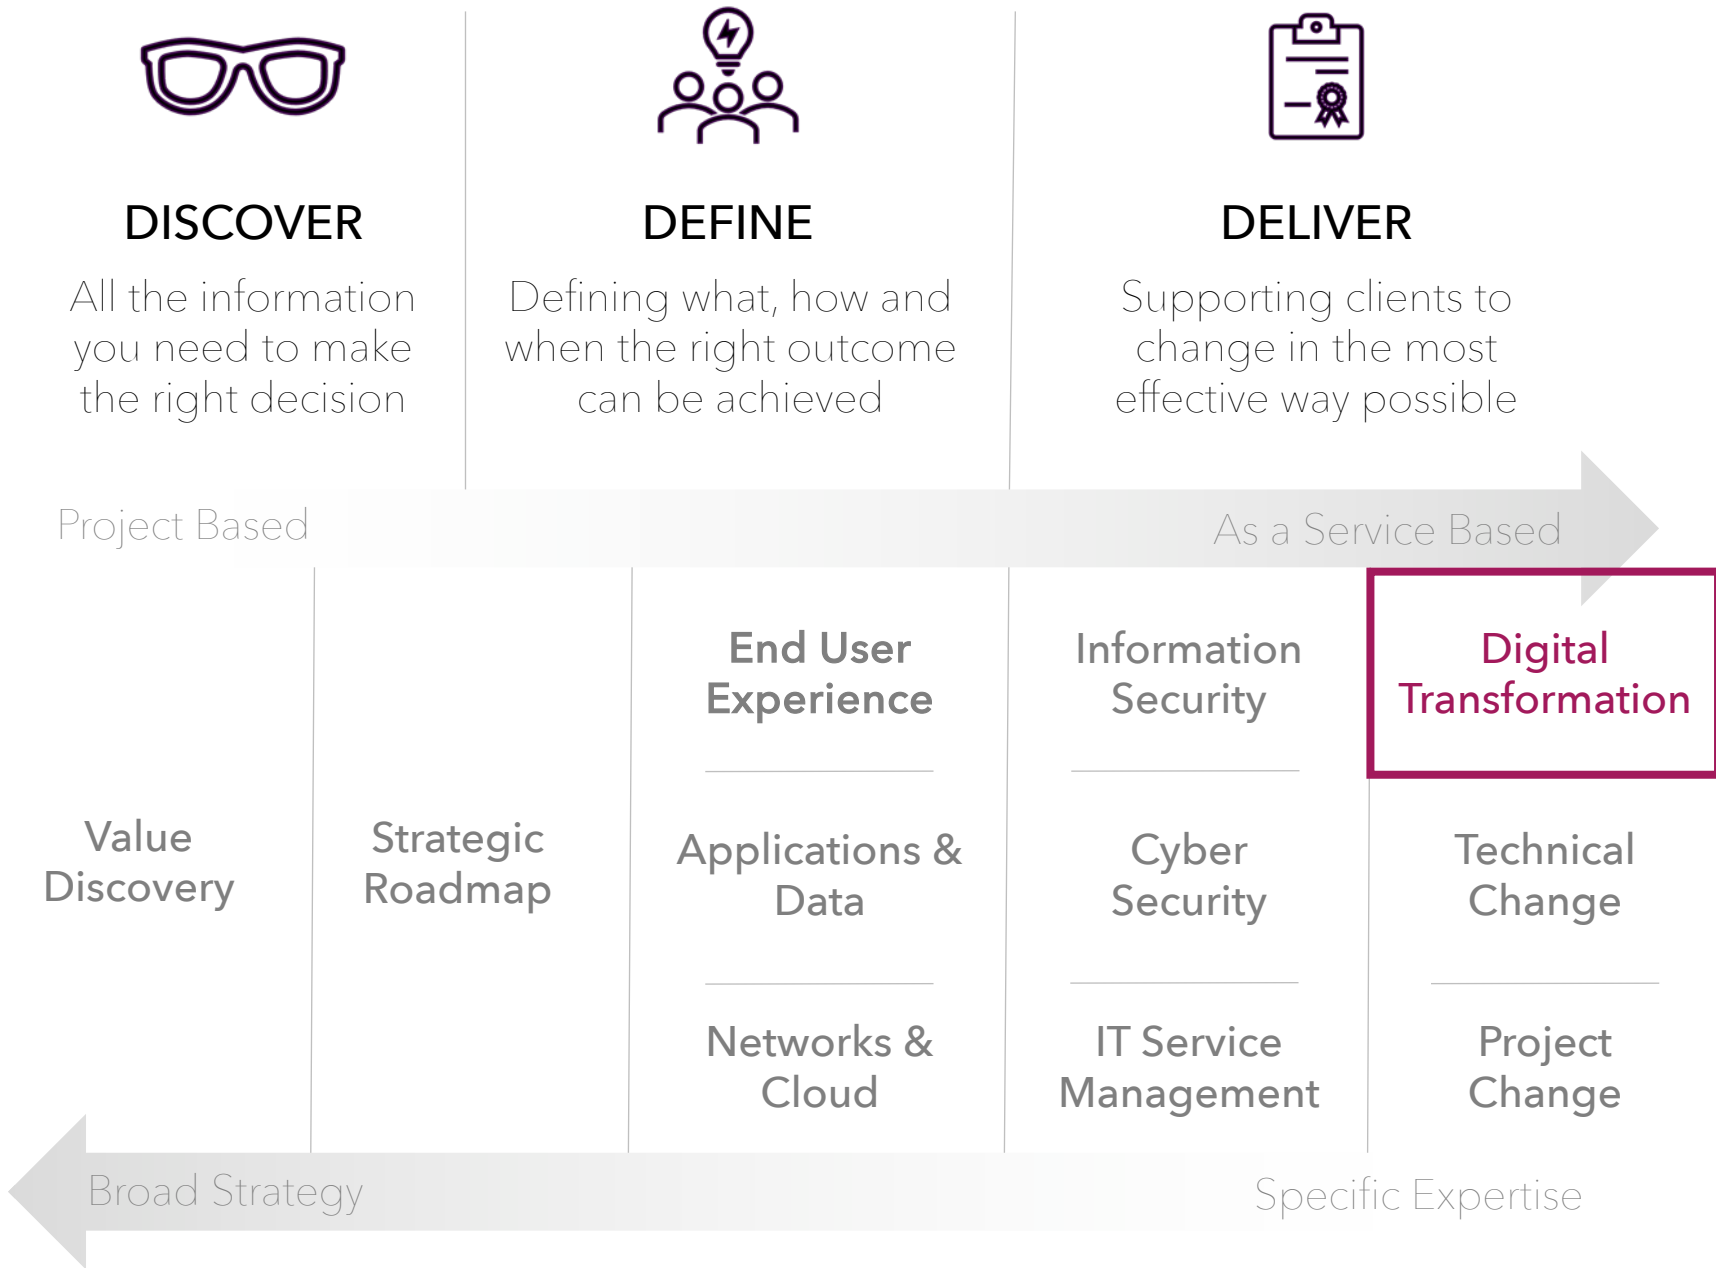 DISCOVER
All the information
you need to make
the right decision
DEFINE
Defining what, how and
when the right outcome
can be achieved
DELIVER
Supporting clients to
change in the most
effective way possible
Project Based
As a Service Based
Value
Discovery
Strategic
Roadmap
End User
Experience
Applications &
Data
Networks &
Cloud
Information
Security
Cyber
Security
IT Service
Management
Digital
Transformation
Technical
Change
Project
Change
Broad Strategy
Specific Expertise